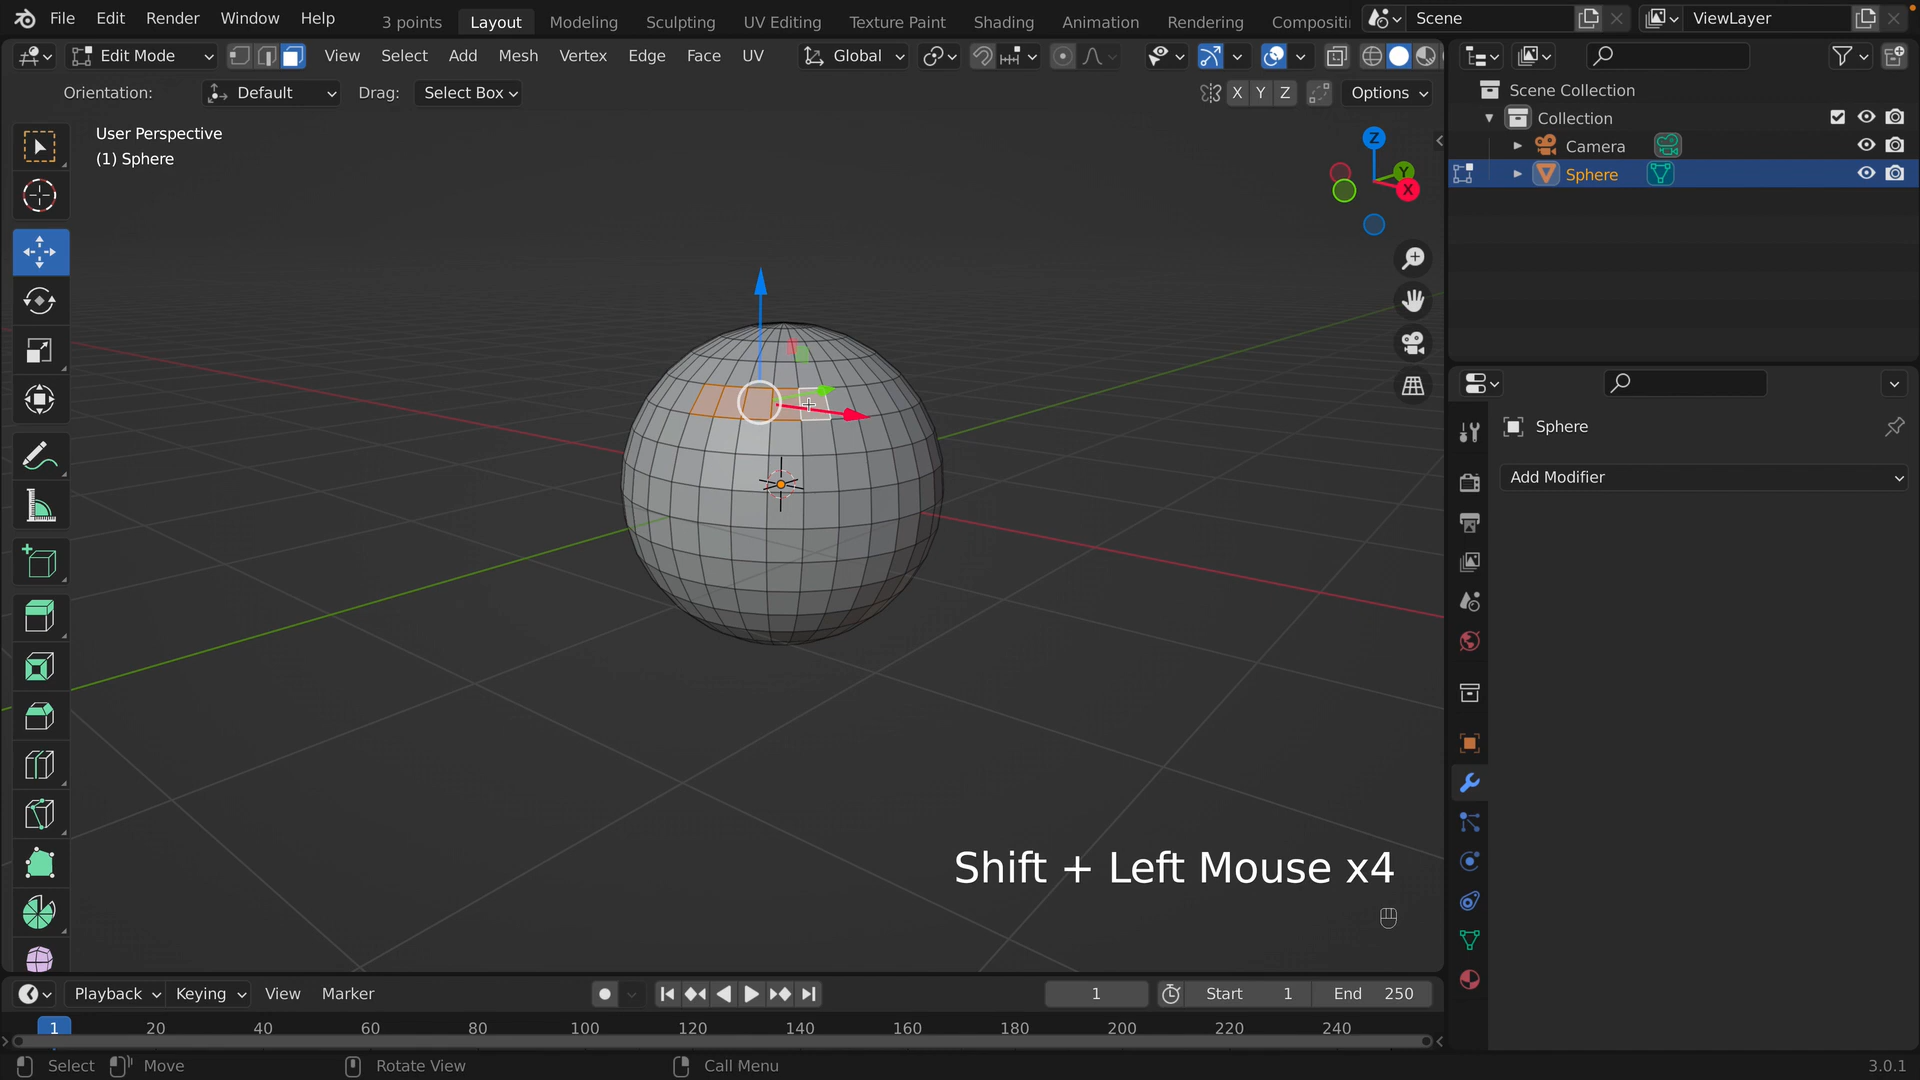 File Edit Render Window Help 3 points Layout Modeling Sculpting UV Editing Texture Paint Shading Animation Rendering Compositi Scene ViewLayer
Edit Mode View Select Add Mesh Vertex Edge Face UV Global
Orientation: Default Drag: Select Box X Y Z Options
Scene Collection
Collection
Camera
Sphere
User Perspective
(1) Sphere
Z
Y
X
Sphere
Add Modifier
Shift + Left Mouse x4
Playback Keying View Marker 1 Start 1 End 250
1 20 40 60 80 100 120 140 160 180 200 220 240
Select Move Rotate View Call Menu 3.0.1